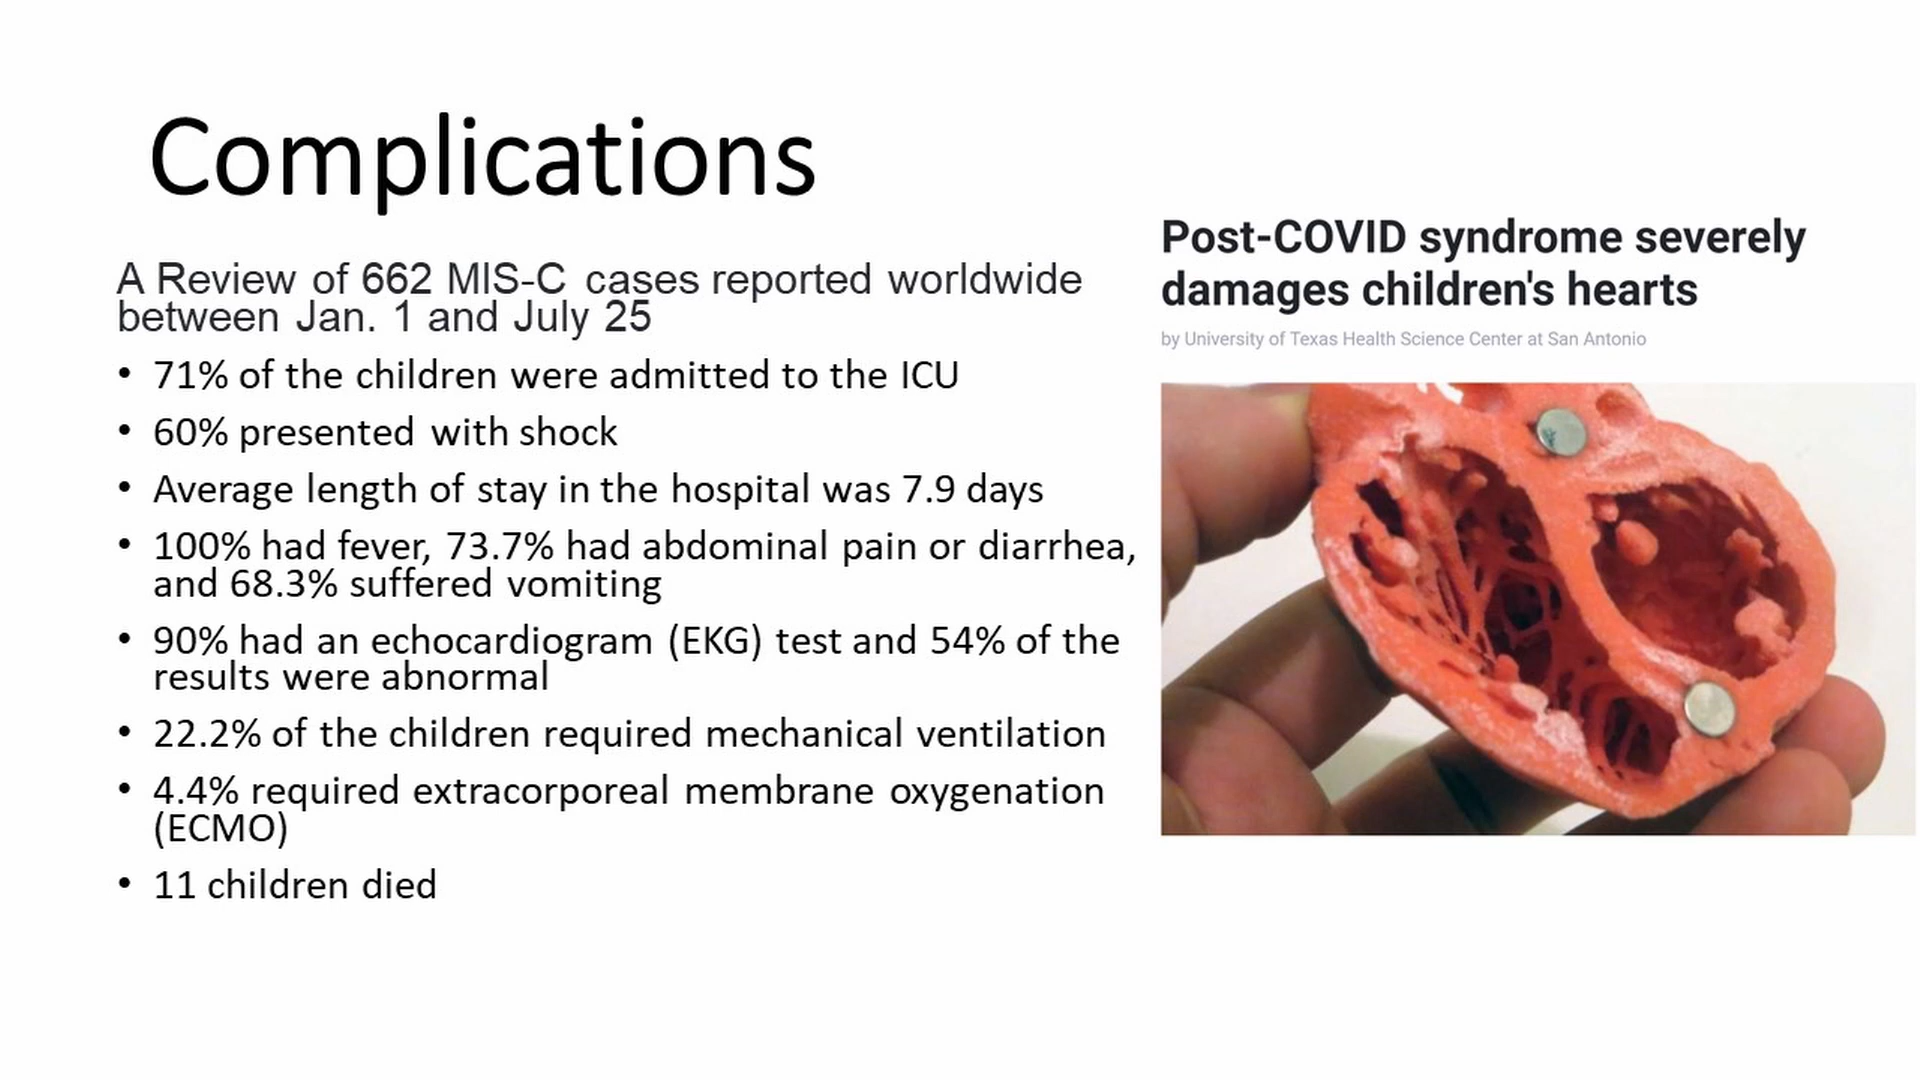 Complications
A Review of 662 MIS-C cases reported worldwide
between Jan. 1 and July 25
• 71% of the children were admitted to the ICU
• 60% presented with shock
• Average length of stay in the hospital was 7.9 days
• 100% had fever, 73.7% had abdominal pain or diarrhea,
and 68.3% suffered vomiting
• 90% had an echocardiogram (EKG) test and 54% of the
results were abnormal
• 22.2% of the children required mechanical ventilation
• 4.4% required extracorporeal membrane oxygenation
(ECMO)
• 11 children died
Post-COVID syndrome severely
damages children's hearts
by University of Texas Health Science Center at San Antonio